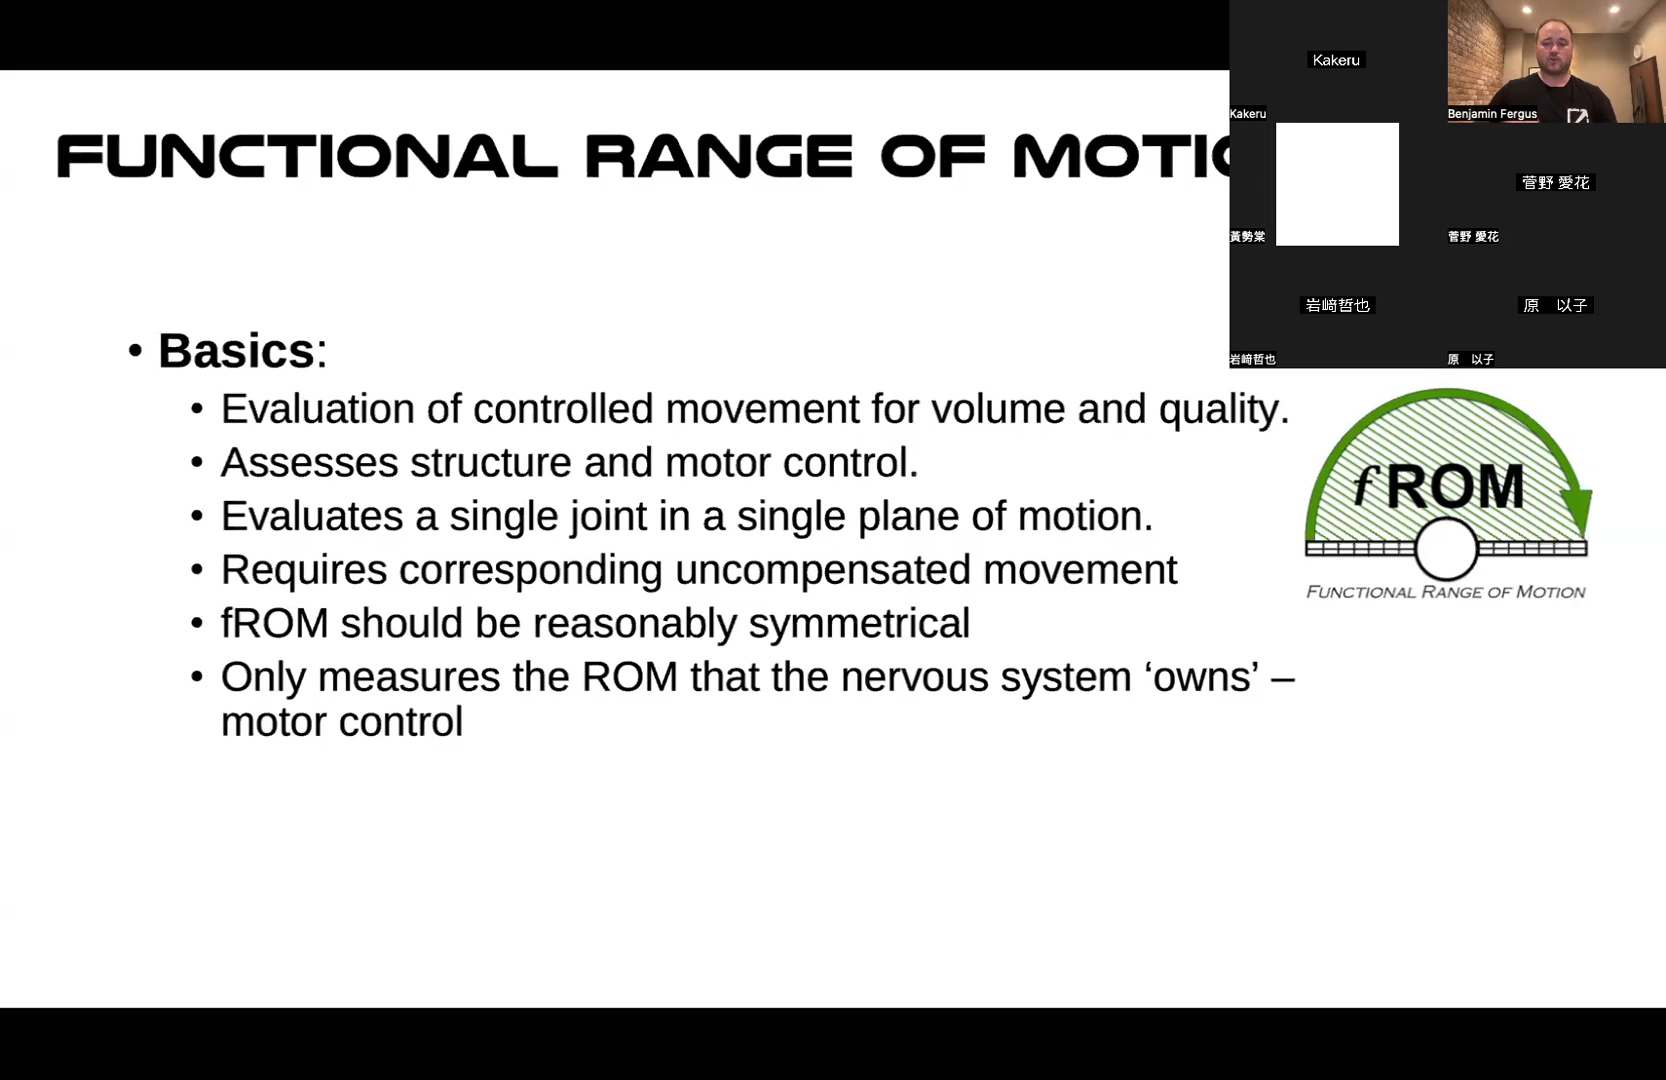 FUNCTIONAL RANGE OF MOTIO
• Basics:
• Evaluation of controlled movement for volume and quality.
• Assesses structure and motor control.
• Evaluates a single joint in a single plane of motion.
• Requires corresponding uncompensated movement
• fROM should be reasonably symmetrical
• Only measures the ROM that the nervous system ‘owns’ –
motor control
fROM
FUNCTIONAL RANGE OF MOTION
Kakeru
Kakeru
Benjamin Fergus
黃勢棠
菅野 愛花
菅野 愛花
岩﨑哲也
岩﨑哲也
原　以子
原　以子